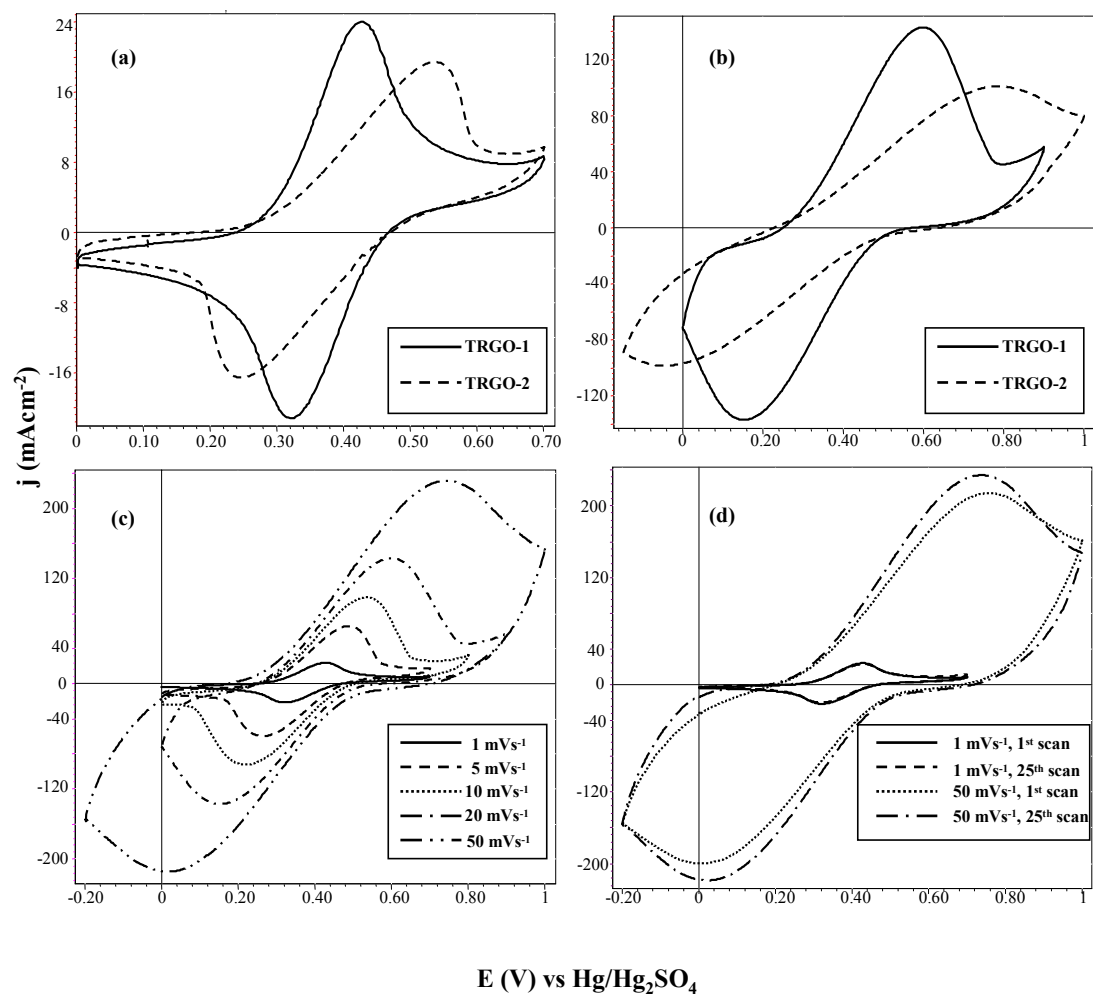 (a)
24
16
8
0
-8
-16
0 0.10 0.20 0.30 0.40 0.50 0.60 0.70
TRGO-1
TRGO-2
(b)
120
80
40
0
-40
-80
-120
0 0.20 0.40 0.60 0.80 1
TRGO-1
TRGO-2
j (mAcm⁻²)
(c)
200
120
40
0
-40
-120
-200
-0.20 0 0.20 0.40 0.60 0.80 1
1 mVs⁻¹
5 mVs⁻¹
10 mVs⁻¹
20 mVs⁻¹
50 mVs⁻¹
(d)
200
120
40
0
-40
-120
-200
-0.20 0 0.20 0.40 0.60 0.80 1
1 mVs⁻¹, 1ˢᵗ scan
1 mVs⁻¹, 25ᵗʰ scan
50 mVs⁻¹, 1ˢᵗ scan
50 mVs⁻¹, 25ᵗʰ scan
E (V) vs Hg/Hg₂SO₄